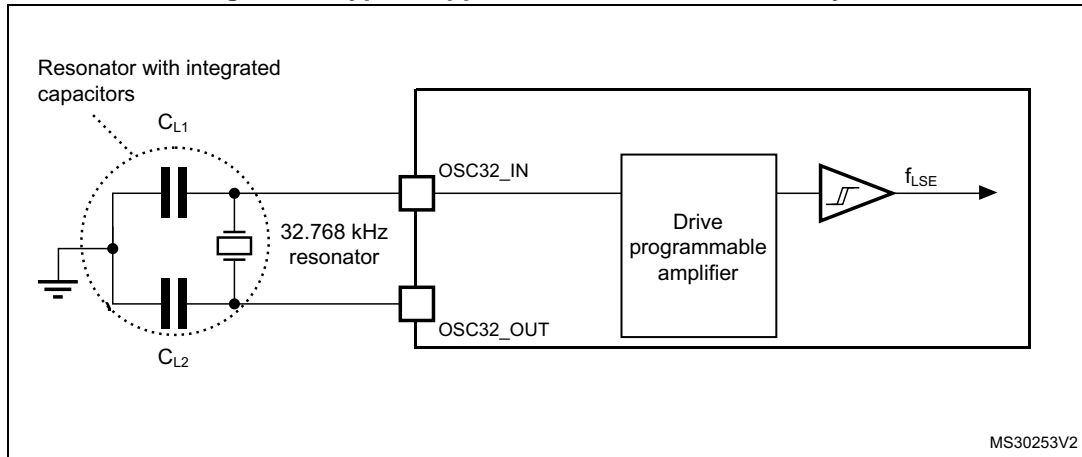 Resonator with integrated
capacitors
C_L1
OSC32_IN
f_LSE
32.768 kHz
resonator
Drive
programmable
amplifier
OSC32_OUT
C_L2
MS30253V2